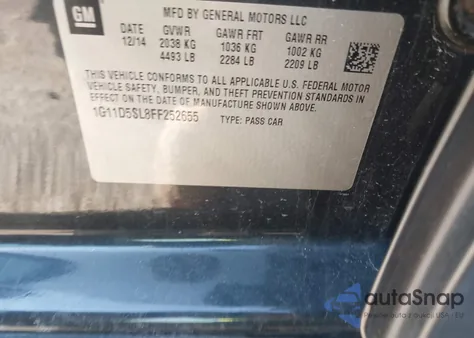 GM
MFD BY GENERAL MOTORS LLC
DATE GVWR GAWR FRT GAWR RR
12/14 2038 KG 1036 KG 1002 KG
4493 LB 2284 LB 2209 LB
THIS VEHICLE CONFORMS TO ALL APPLICABLE U.S. FEDERAL MOTOR
VEHICLE SAFETY, BUMPER, AND THEFT PREVENTION STANDARDS IN
EFFECT ON THE DATE OF MANUFACTURE SHOWN ABOVE.
1G11D5SL8FF252655 TYPE: PASS CAR
autoSnap